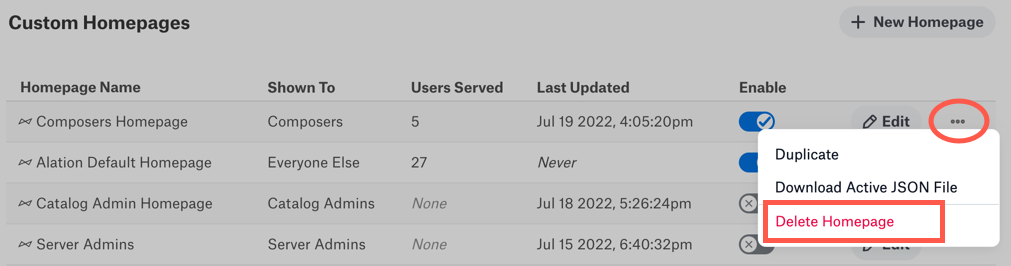 Custom Homepages
+ New Homepage
Homepage Name Shown To Users Served Last Updated Enable
Composers Homepage Composers 5 Jul 19 2022, 4:05:20pm Edit
Alation Default Homepage Everyone Else 27 Never
Duplicate
Catalog Admin Homepage Catalog Admins None Jul 18 2022, 5:26:24pm
Download Active JSON File
Delete Homepage
Server Admins Server Admins None Jul 15 2022, 6:40:32pm Edit